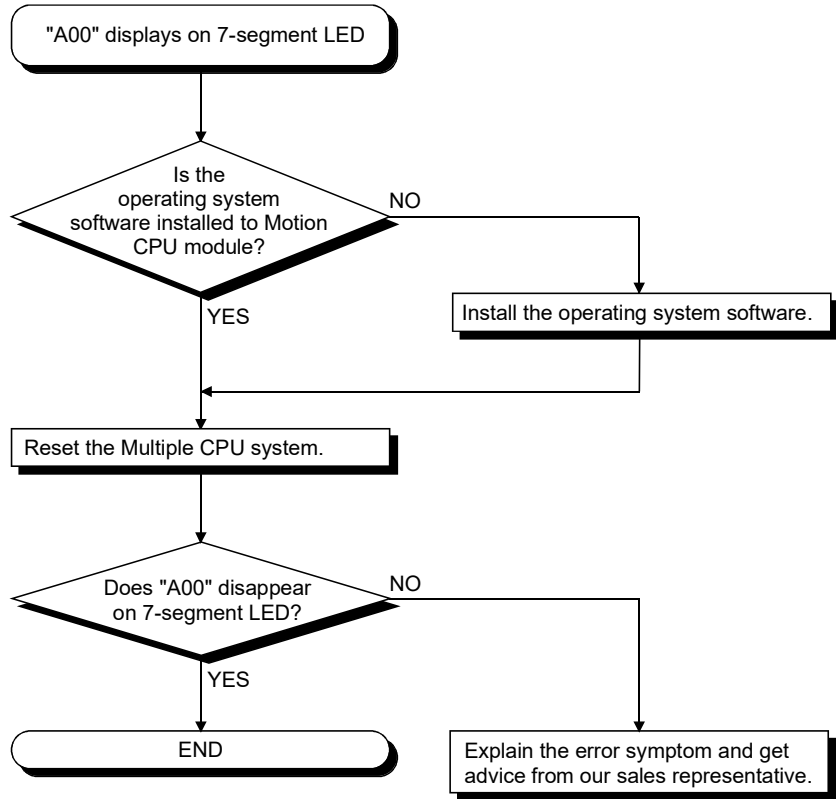 "A00" displays on 7-segment LED
Is the
operating system
software installed to Motion
CPU module?
NO
YES
Install the operating system software.
Reset the Multiple CPU system.
Does "A00" disappear
on 7-segment LED?
NO
YES
END
Explain the error symptom and get
advice from our sales representative.